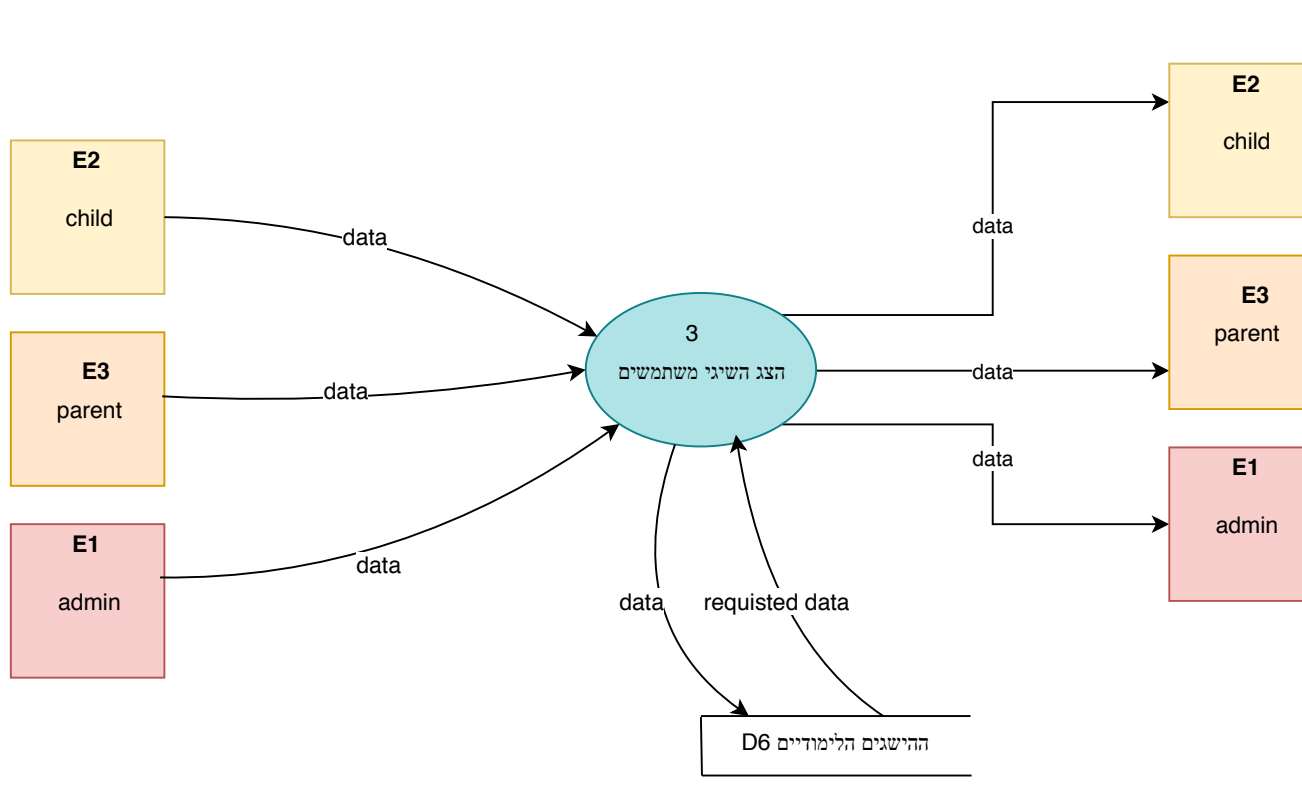 E2
child
data
E3
parent
data
E1
admin
data
3
הצג השיגי משתמשים
data
requisted data
D6 ההישגים הלימודיים
data
E2
child
data
E3
parent
data
E1
admin